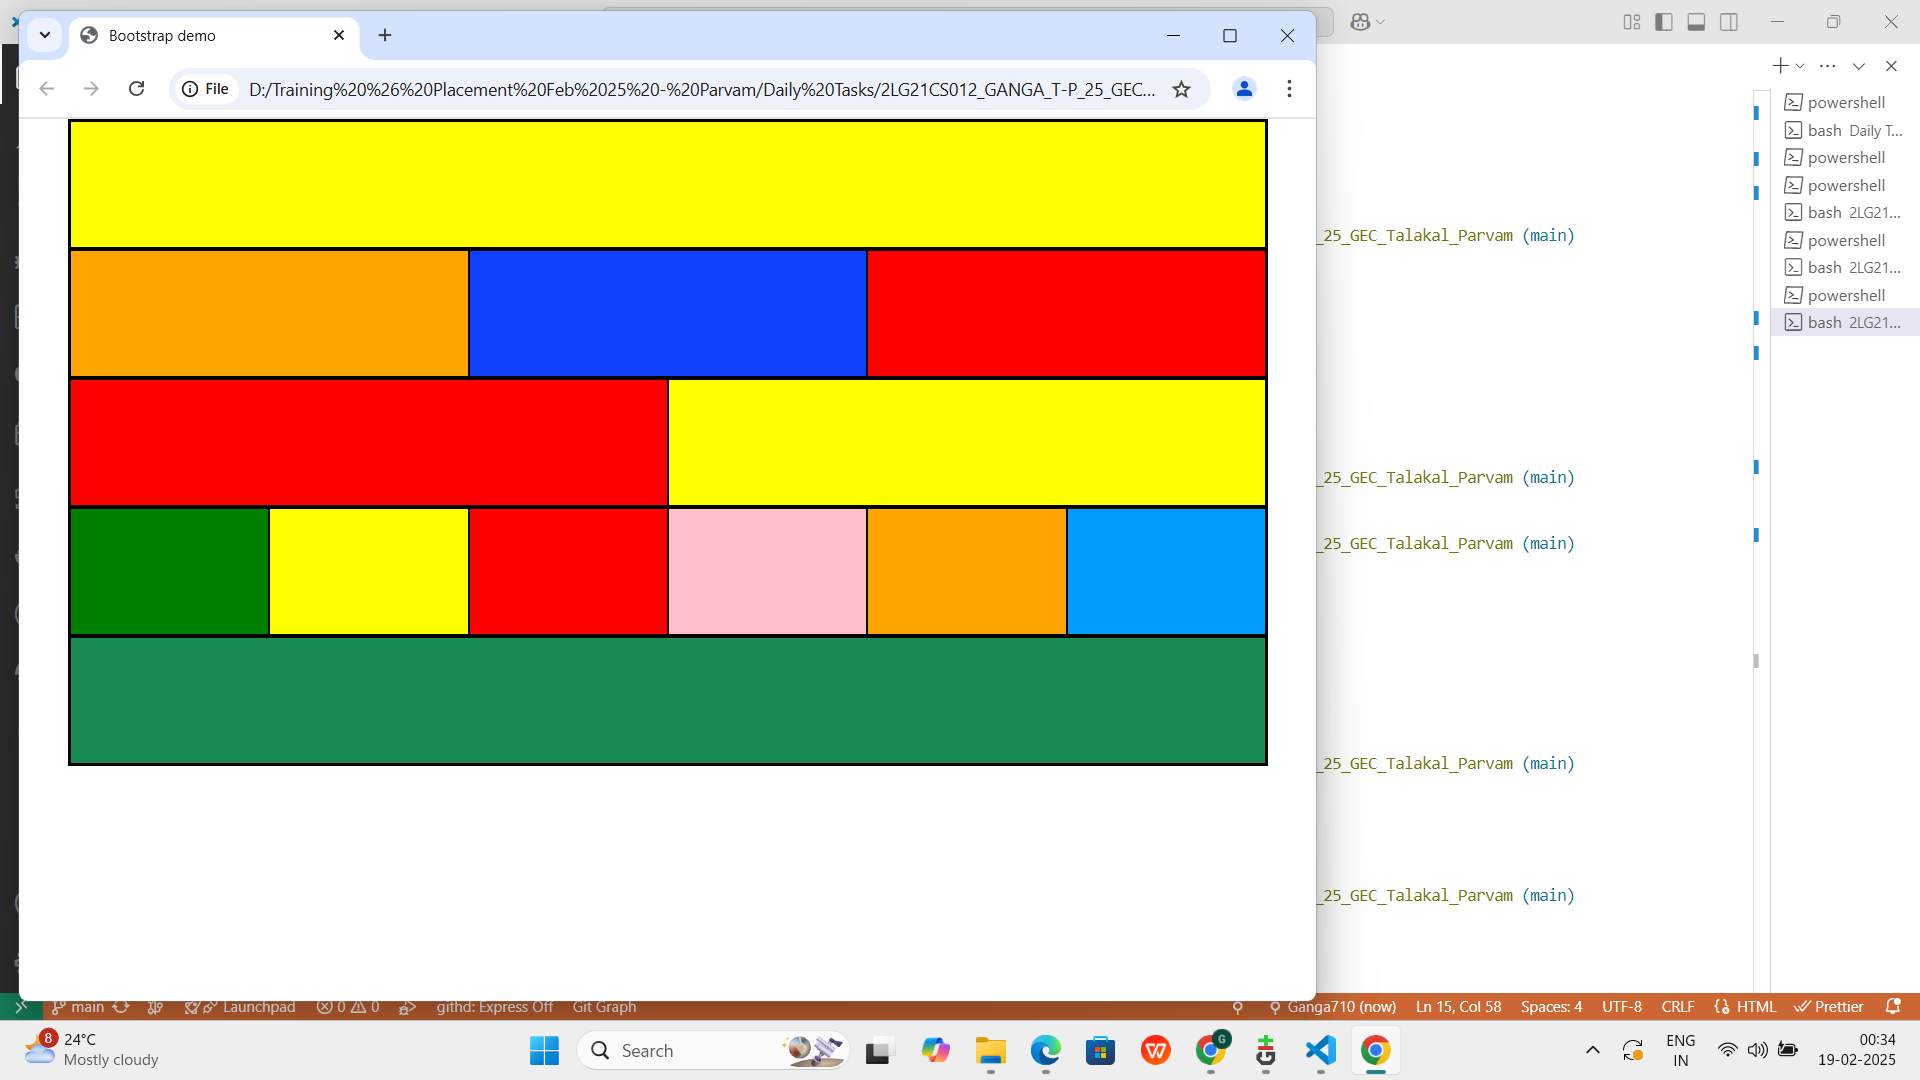 Bootstrap demo
File
D:/Training%20%26%20Placement%20Feb%2025%20-%20Parvam/Daily%20Tasks/2LG21CS012_GANGA_T-P_25_GEC...
powershell
bash Daily T...
powershell
powershell
bash 2LG21...
powershell
bash 2LG21...
powershell
bash 2LG21...
_25_GEC_Talakal_Parvam (main)
_25_GEC_Talakal_Parvam (main)
_25_GEC_Talakal_Parvam (main)
_25_GEC_Talakal_Parvam (main)
_25_GEC_Talakal_Parvam (main)
main
Launchpad
0
0
githd: Express Off
Git Graph
Ganga710 (now)
Ln 15, Col 58
Spaces: 4
UTF-8
CRLF
HTML
Prettier
8
24°C
Mostly cloudy
Search
G
ENG
IN
00:34
19-02-2025